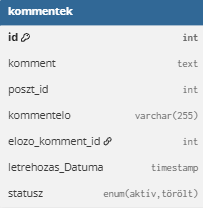 kommentek
id int
komment text
poszt_id int
kommentelo varchar(255)
elozo_komment_id int
letrehozas_Datuma timestamp
statusz enum(aktív,törölt)